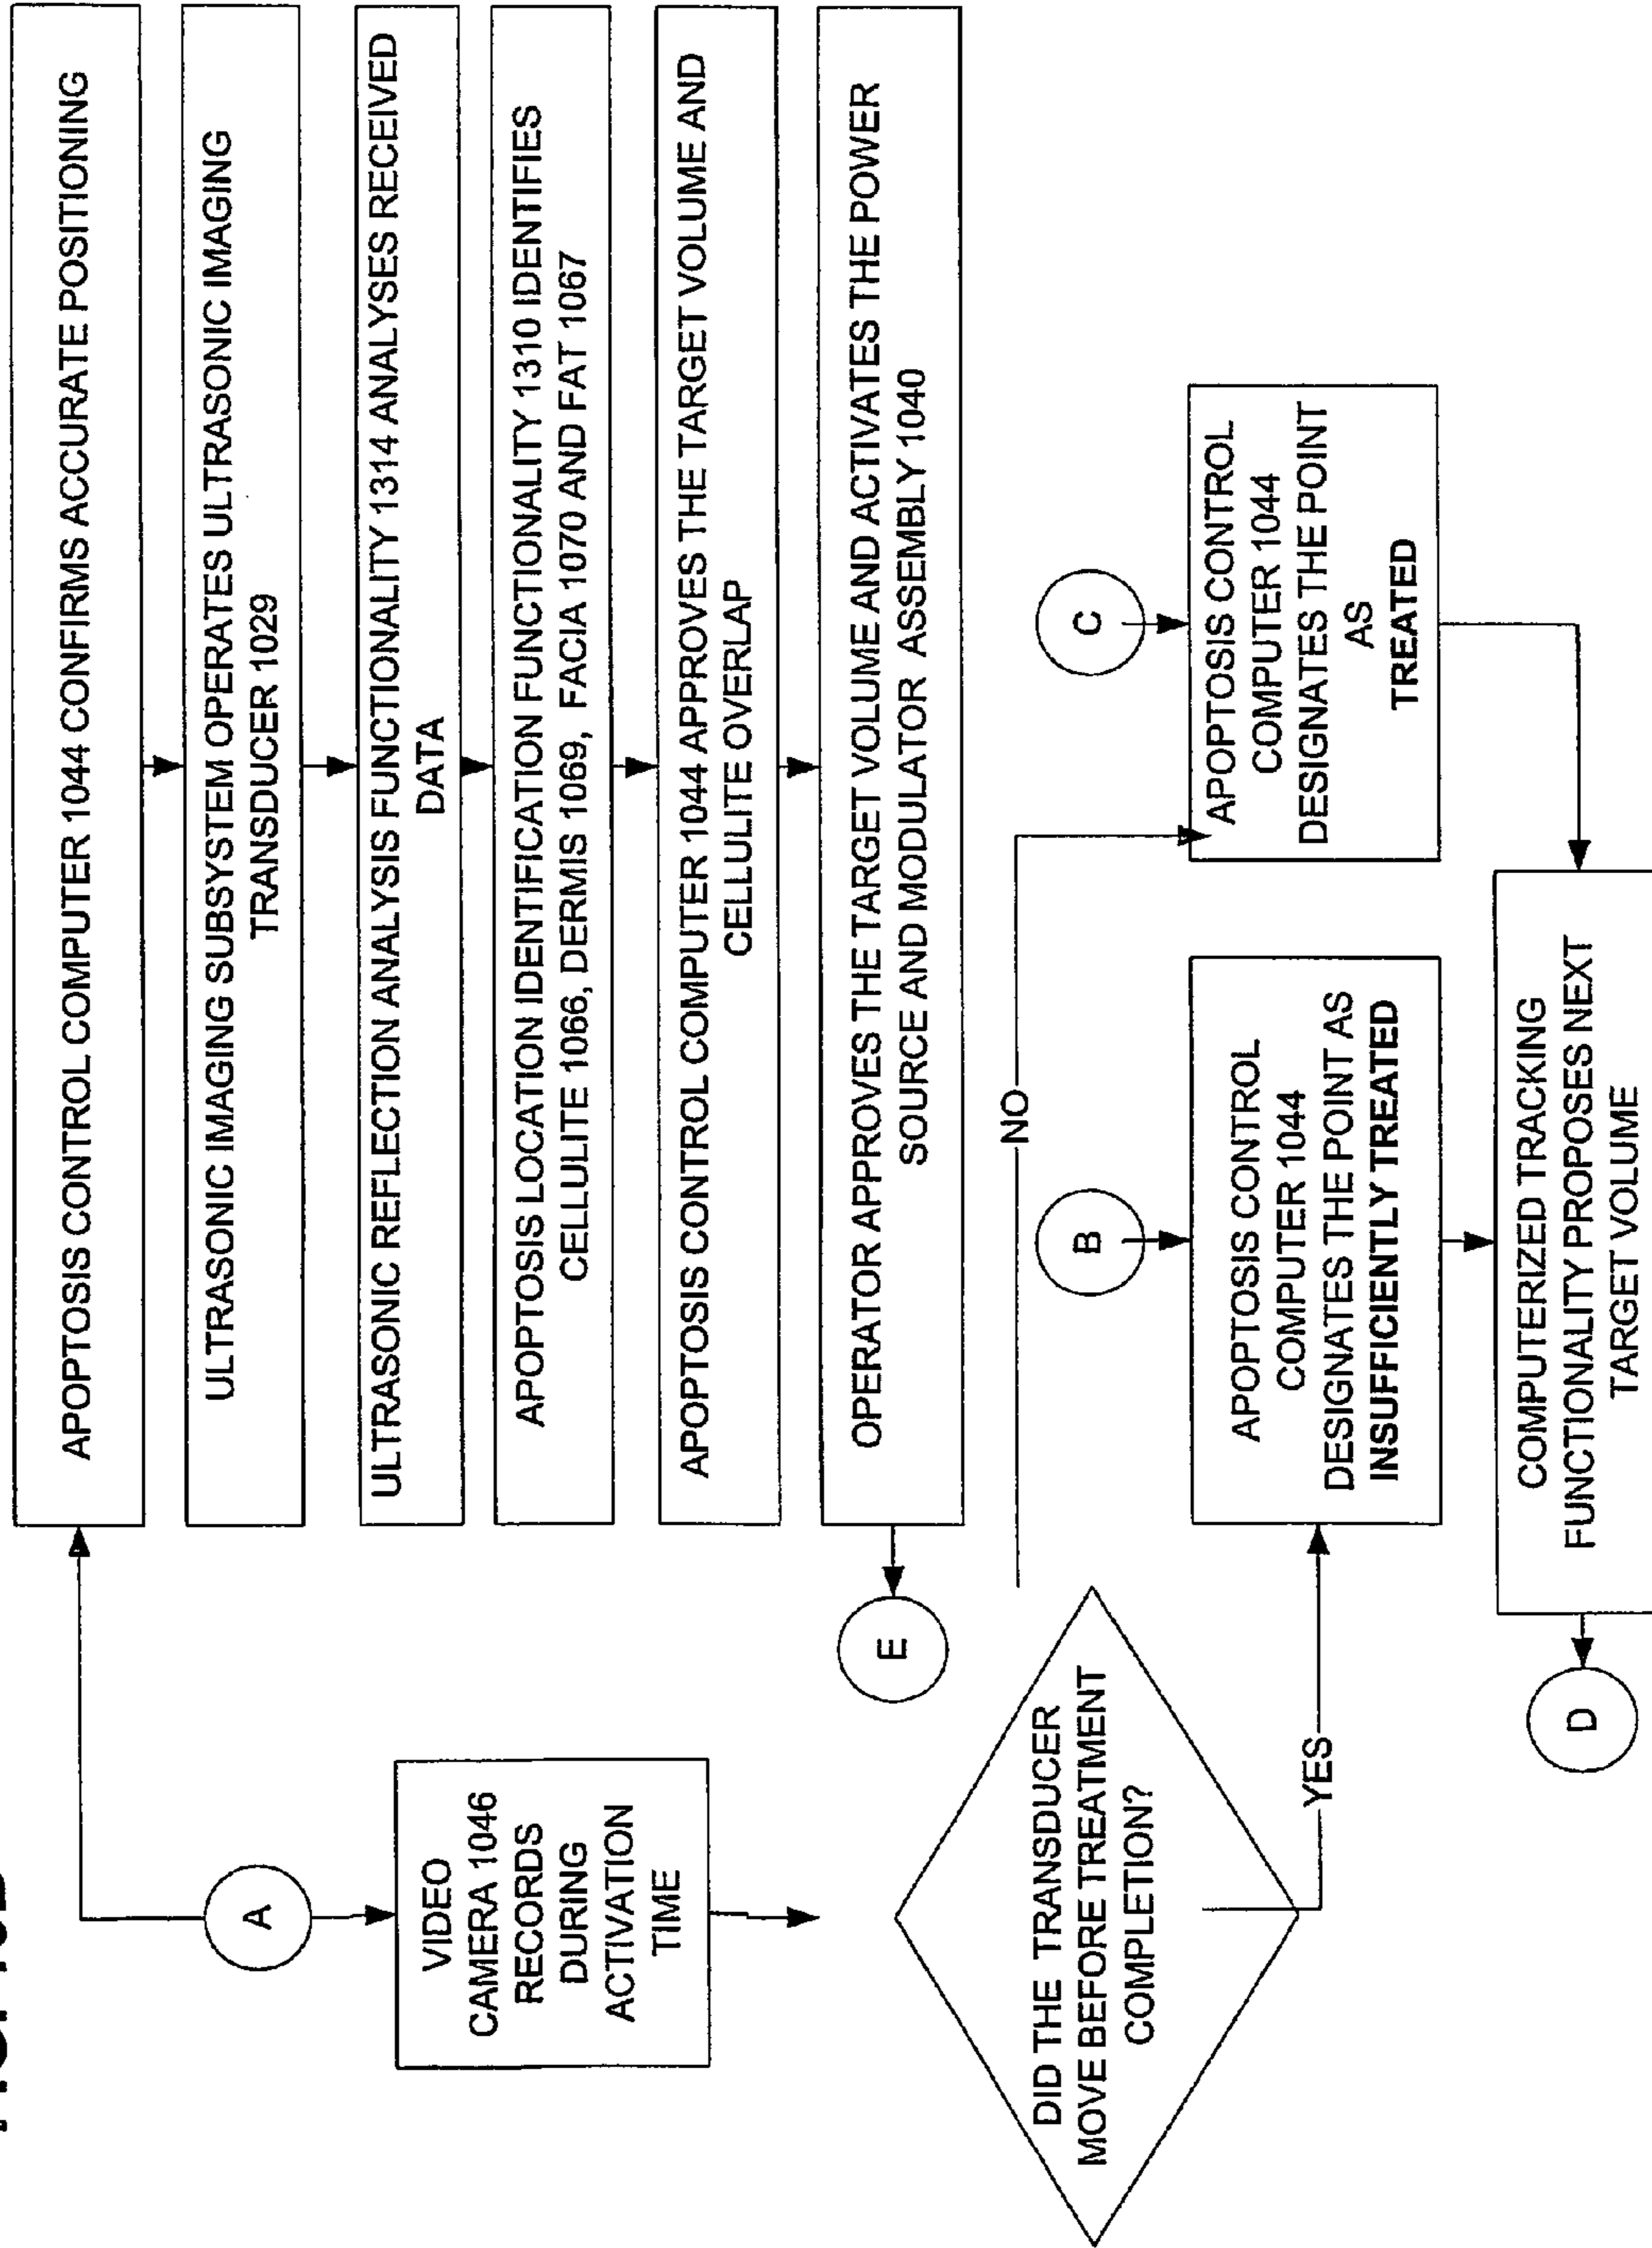 APOPTOSIS CONTROL COMPUTER 1044 CONFIRMS ACCURATE POSITIONING
ULTRASONIC IMAGING SUBSYSTEM OPERATES ULTRASONIC IMAGING
TRANSDUCER 1029
ULTRASONIC REFLECTION ANALYSIS FUNCTIONALITY 1314 ANALYSES RECEIVED
DATA
APOPTOSIS LOCATION IDENTIFICATION FUNCTIONALITY 1310 IDENTIFIES
CELLULITE 1066, DERMIS 1069, FACIA 1070 AND FAT 1067
APOPTOSIS CONTROL COMPUTER 1044 APPROVES THE TARGET VOLUME AND
CELLULITE OVERLAP
OPERATOR APPROVES THE TARGET VOLUME AND ACTIVATES THE POWER
SOURCE AND MODULATOR ASSEMBLY 1040
E
A
VIDEO
CAMERA 1046
RECORDS
DURING
ACTIVATION
TIME
DID THE TRANSDUCER
MOVE BEFORE TREATMENT
COMPLETION?
NO
YES
B
APOPTOSIS CONTROL
COMPUTER 1044
DESIGNATES THE POINT AS
INSUFFICIENTLY TREATED
C
APOPTOSIS CONTROL
COMPUTER 1044
DESIGNATES THE POINT
AS
TREATED
COMPUTERIZED TRACKING
FUNCTIONALITY PROPOSES NEXT
TARGET VOLUME
D